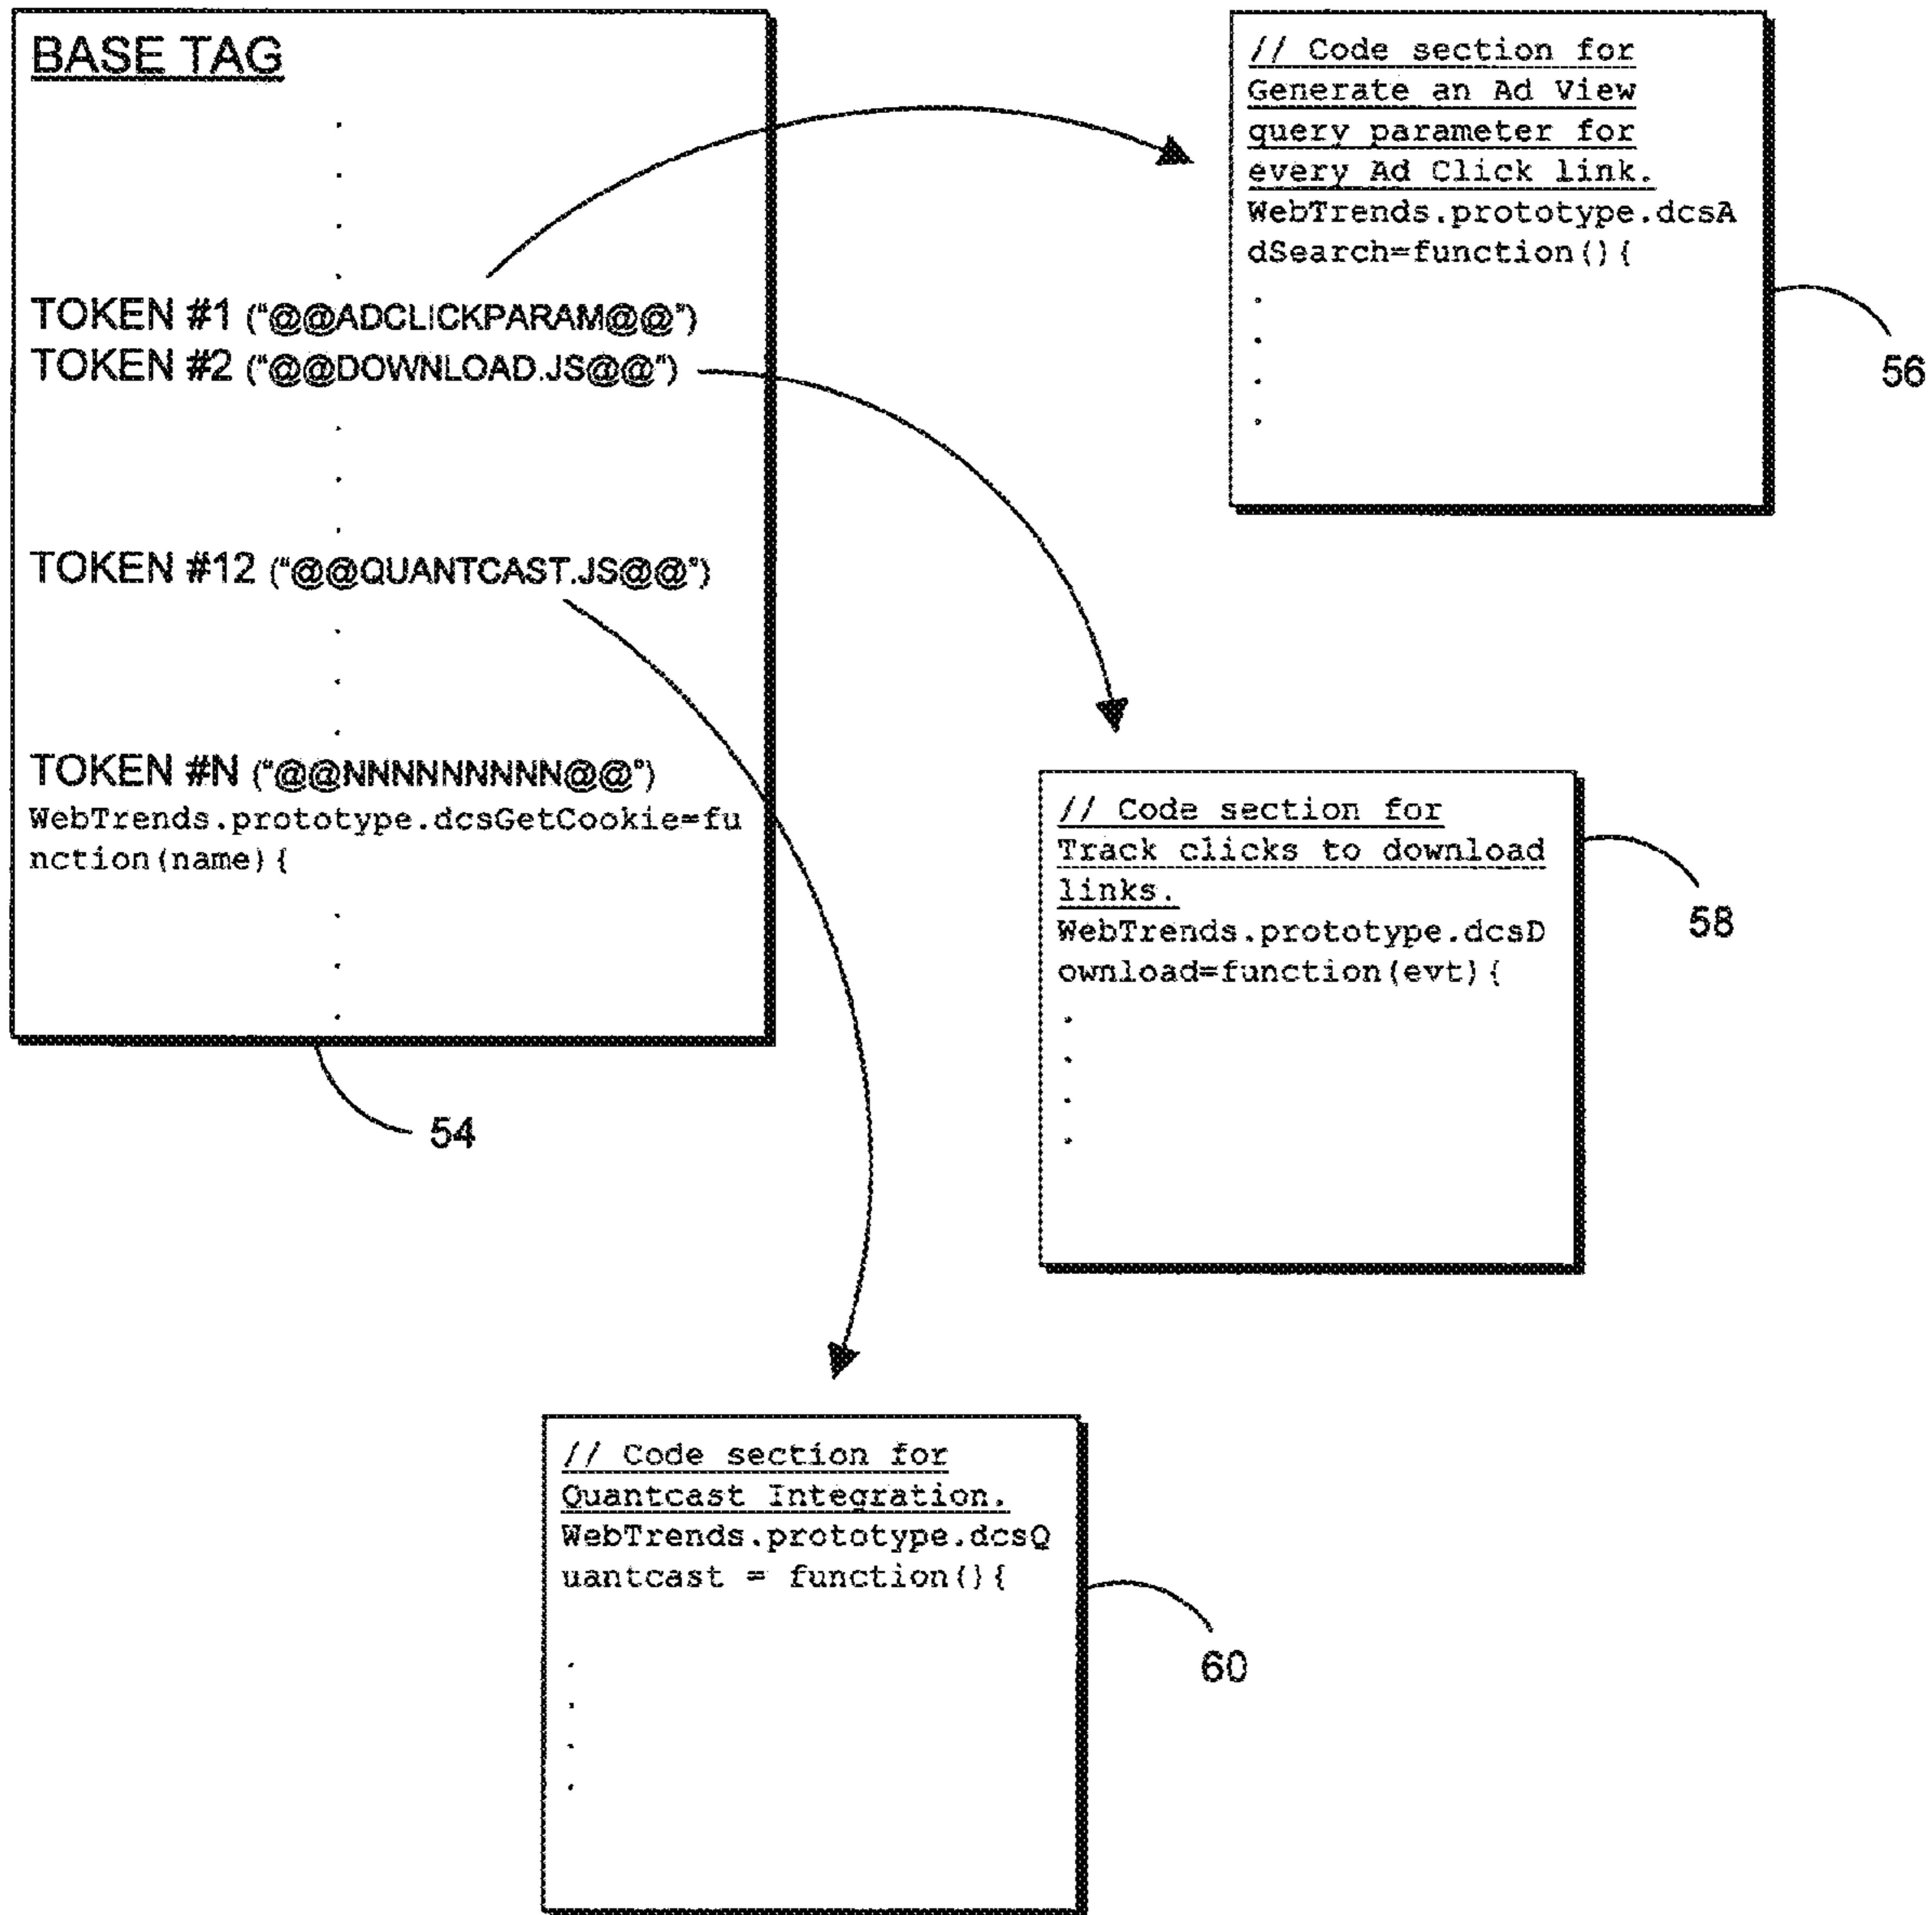 BASE TAG
TOKEN #1 ("@@ADCLICKPARAM@@")
TOKEN #2 ("@@DOWNLOAD.JS@@")
TOKEN #12 ("@@QUANTCAST.JS@@")
TOKEN #N ("@@NNNNNNNNN@@")
WebTrends.prototype.dcsGetCookie=fu
nction(name){
54
// Code section for
Generate an Ad View
query parameter for
every Ad Click link.
WebTrends.prototype.dcsA
dSearch=function(){
56
// Code section for
Track clicks to download
links.
WebTrends.prototype.dcsD
ownload=function(evt){
58
// Code section for
Quantcast Integration.
WebTrends.prototype.dcsQ
uantcast = function(){
60